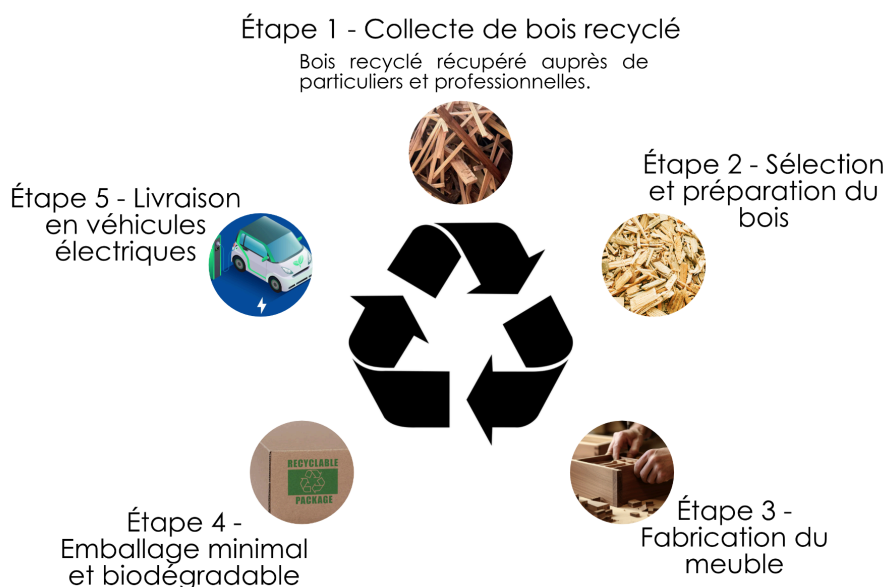 Étape 1 - Collecte de bois recyclé
Bois recyclé récupéré auprès de
particuliers et professionnelles.
Étape 2 - Sélection
et préparation du
bois
Étape 3 -
Fabrication du
meuble
Étape 4 -
Emballage minimal
et biodégradable
RECYCLABLE
PACKAGE
Étape 5 - Livraison
en véhicules
électriques